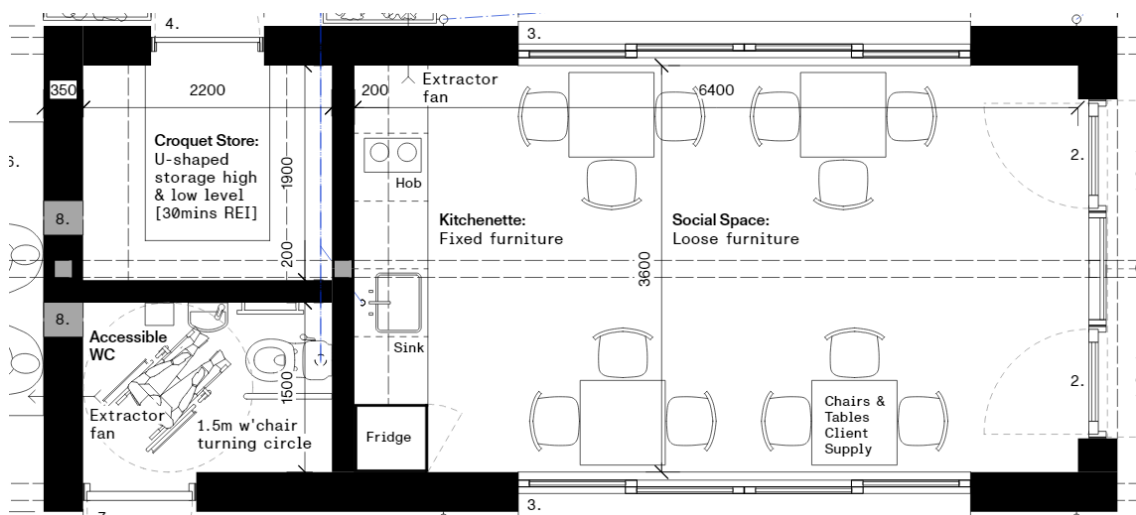 4.
3.
350
2200
200
Extractor
fan
6400
Croquet Store:
U-shaped
storage high
& low level
[30mins REI]
1900
Hob
2.
8.
Kitchenette:
Fixed furniture
Social Space:
Loose furniture
200
3600
8.
Accessible
WC
Sink
Extractor
fan
1.5m w'chair
turning circle
1500
Fridge
Chairs &
Tables
Client
Supply
2.
3.